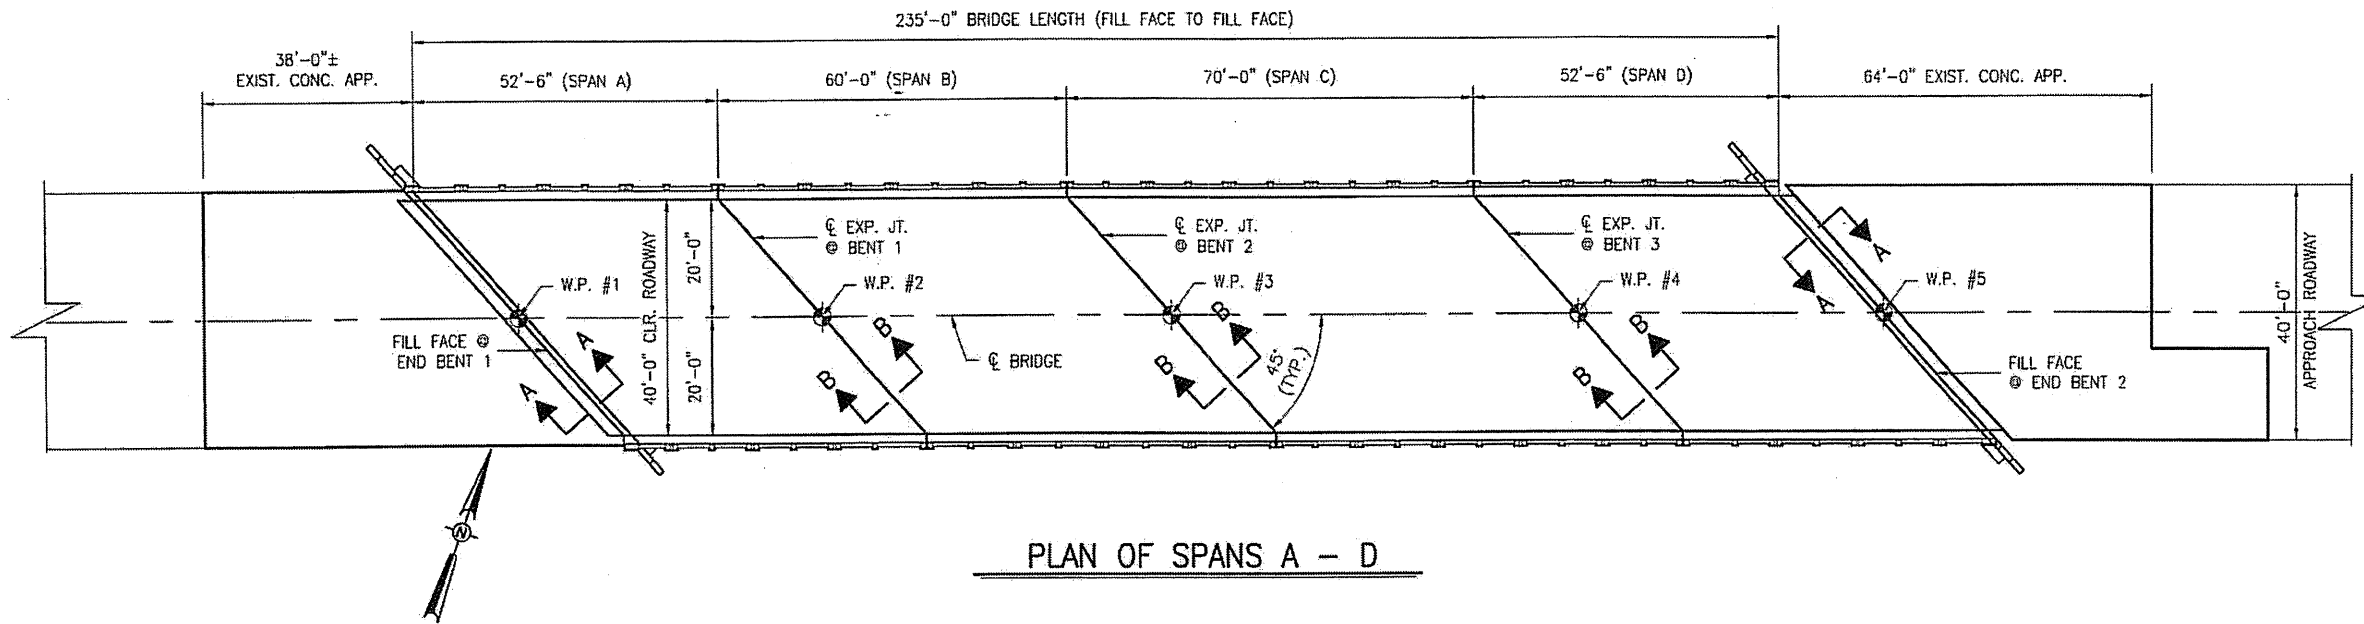 235'-0" BRIDGE LENGTH (FILL FACE TO FILL FACE)
38'-0"±
EXIST. CONC. APP.
52'-6" (SPAN A)
60'-0" (SPAN B)
70'-0" (SPAN C)
52'-6" (SPAN D)
64'-0" EXIST. CONC. APP.
℄ EXP. JT.
@ BENT 1
℄ EXP. JT.
@ BENT 2
℄ EXP. JT.
@ BENT 3
W.P. #1
W.P. #2
W.P. #3
W.P. #4
W.P. #5
40'-0" CLR. ROADWAY
20'-0"
20'-0"
FILL FACE @
END BENT 1
A
A
B
B
℄ BRIDGE
B
B
45°
(TYP.)
B
B
A
A
FILL FACE
@ END BENT 2
40'-0"
APPROACH ROADWAY
N
PLAN OF SPANS A - D